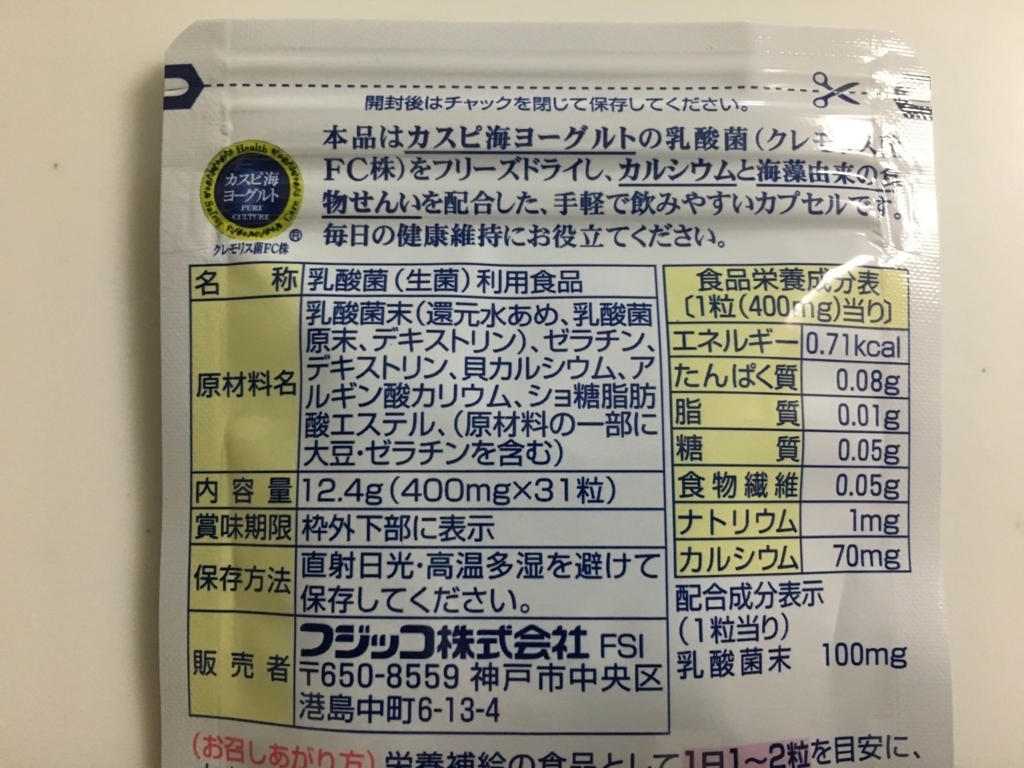 開封後はチャックを閉じて保存してください。
本品はカスピ海ヨーグルトの乳酸菌(クレモ
FC株)をフリーズドライし、カルシウムと海藻由来の
物せんいを配合した、手軽で飲みやすいカプセルです。
毎日の健康維持にお役立てください。
Health
カスピ海
ヨーグルト
PURE
CULTURE
Safety
Care
®
クレモリス菌FC株
名称 乳酸菌(生菌)利用食品
原材料名 乳酸菌末(還元水あめ、乳酸菌
原末、デキストリン)、ゼラチン、
デキストリン、貝カルシウム、ア
ルギン酸カリウム、ショ糖脂肪
酸エステル、(原材料の一部に
大豆・ゼラチンを含む)
内容量 12.4g(400mg×31粒)
賞味期限 枠外下部に表示
保存方法 直射日光・高温多湿を避けて
保存してください。
販売者 フジッコ株式会社 FSI
〒650-8559 神戸市中央区
港島中町6-13-4
食品栄養成分表
〔1粒(400mg)当り〕
エネルギー 0.71kcal
たんぱく質 0.08g
脂質 0.01g
糖質 0.05g
食物繊維 0.05g
ナトリウム 1mg
カルシウム 70mg
配合成分表示
(1粒当り)
乳酸菌末 100mg
(お召しあがり方) 栄養補給の食品として1日1~2粒を目安に、